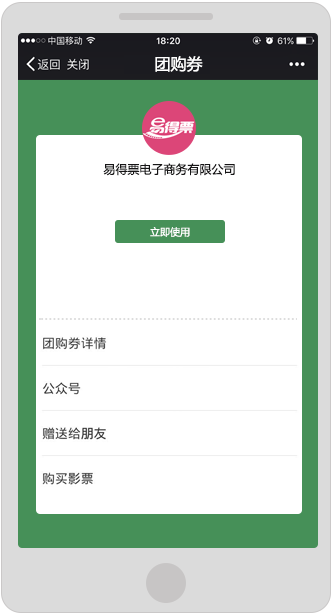 中国移动 18:20 61%
返回 关闭 团购券
易得票
易得票电子商务有限公司
立即使用
团购券详情
公众号
赠送给朋友
购买影票